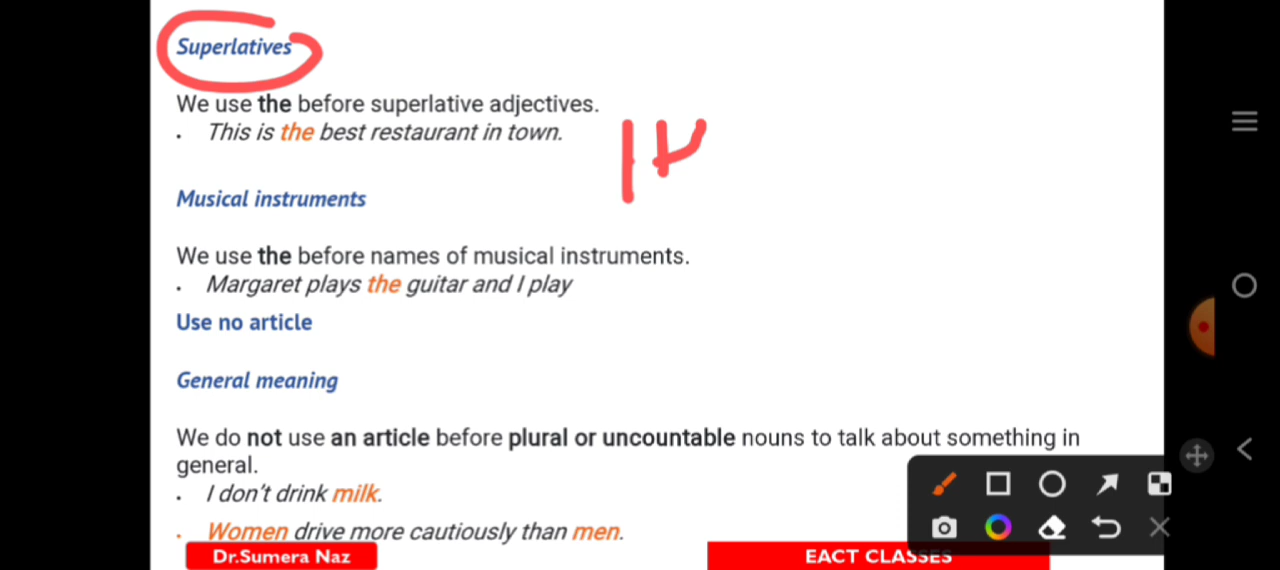 Superlatives
We use the before superlative adjectives.
• This is the best restaurant in town.
Musical instruments
We use the before names of musical instruments.
• Margaret plays the guitar and I play
Use no article
General meaning
We do not use an article before plural or uncountable nouns to talk about something in
general.
• I don't drink milk.
• Women drive more cautiously than men.
Dr.Sumera Naz
EACT CLASSES